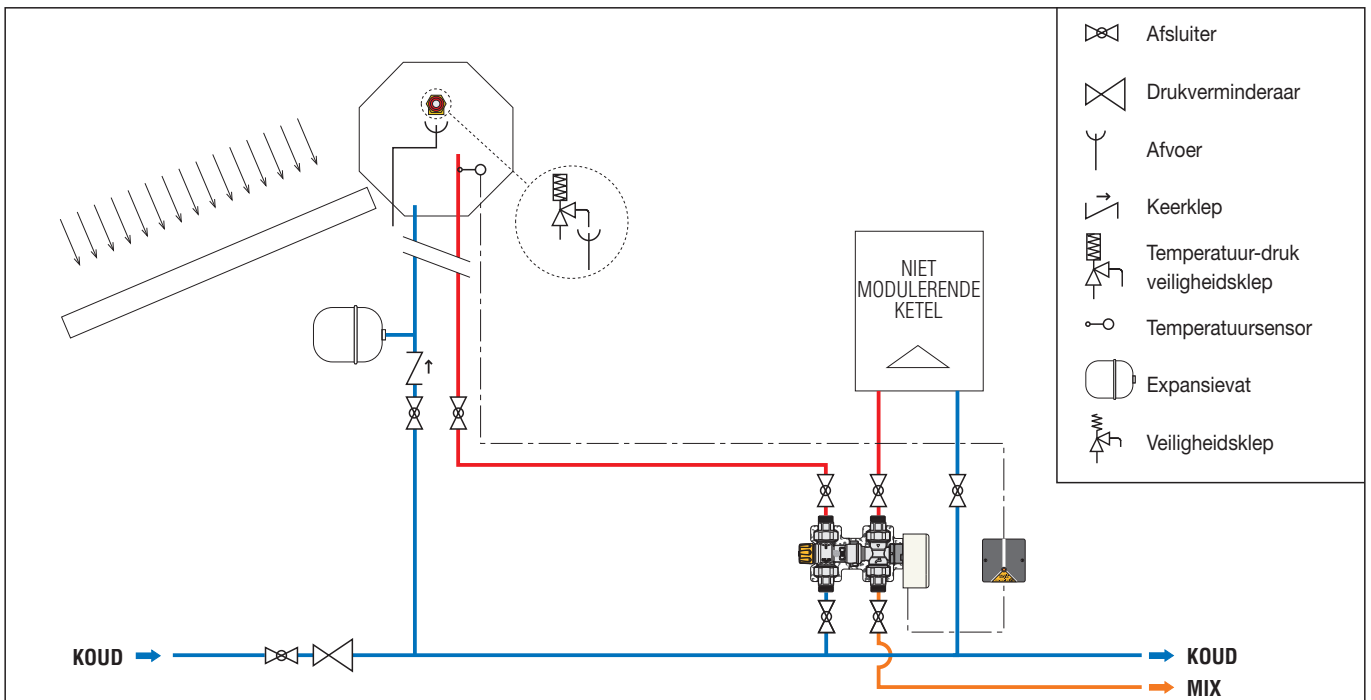 Afsluiter
Drukverminderaar
Afvoer
Keerklep
Temperatuur-druk
veiligheidsklep
Temperatuursensor
Expansievat
Veiligheidsklep
NIET
MODULERENDE
KETEL
KOUD
KOUD
MIX